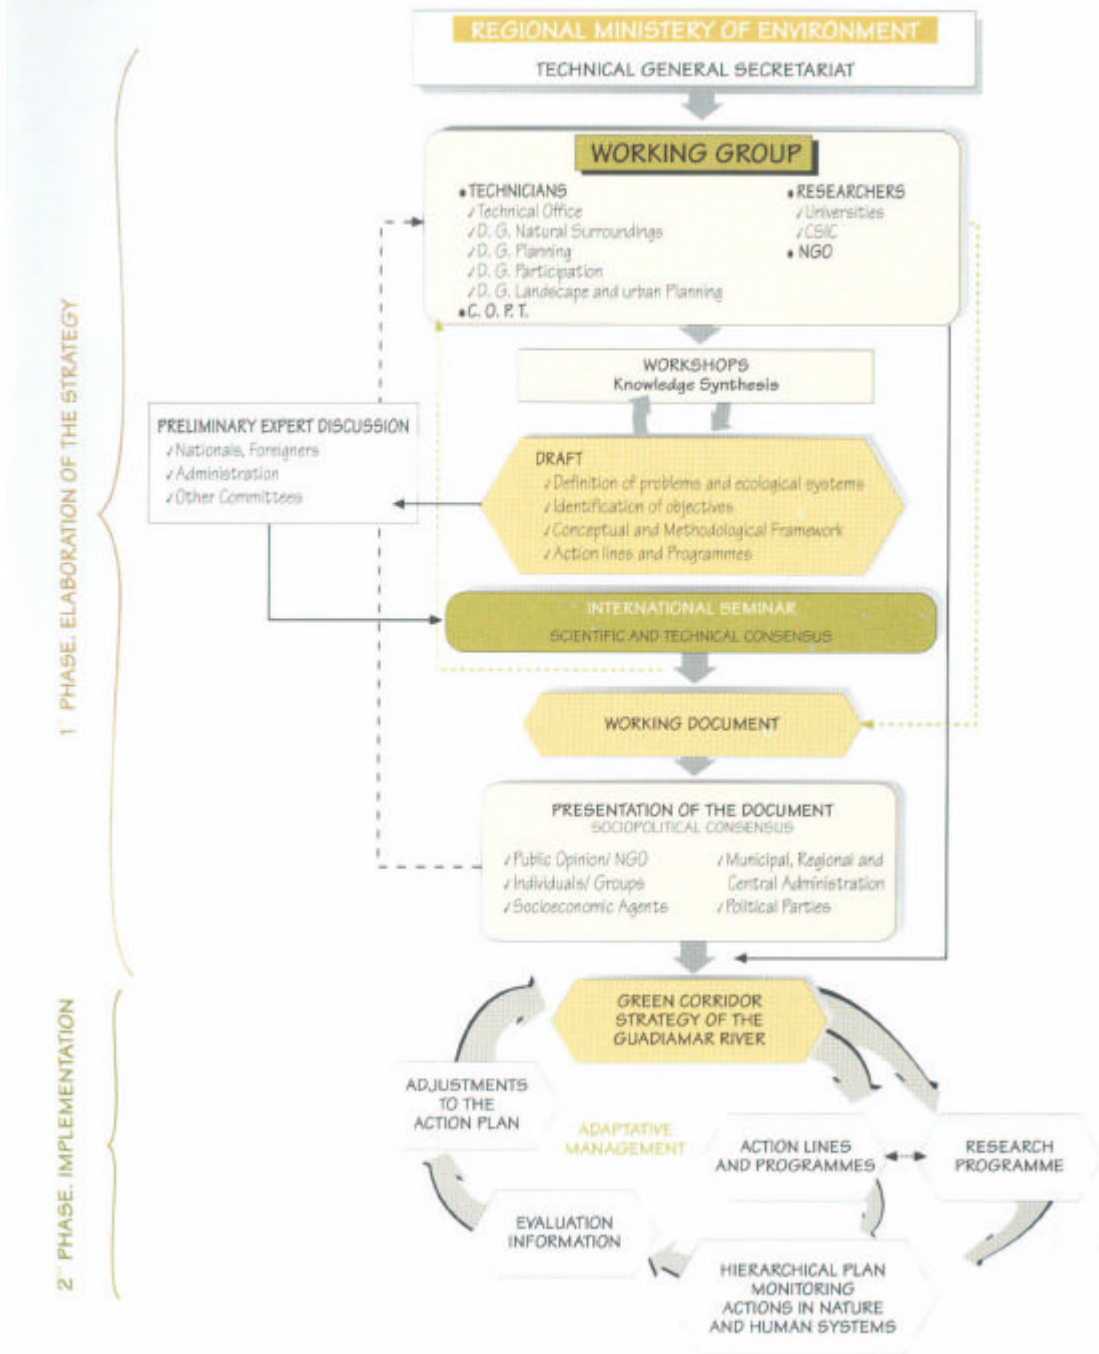 REGIONAL MINISTERY OF ENVIRONMENT
TECHNICAL GENERAL SECRETARIAT
WORKING GROUP
• TECHNICIANS
✓ Technical Office
✓ D. G. Natural Surroundings
✓ D. G. Planning
✓ D. G. Participation
✓ D. G. Landscape and urban Planning
• C. O. P. T.
• RESEARCHERS
✓ Universities
✓ CSIC
• NGO
WORKSHOPS
Knowledge Synthesis
PRELIMINARY EXPERT DISCUSSION
✓ Nationals, Foreigners
✓ Administration
✓ Other Committees
DRAFT
✓ Definition of problems and ecological systems
✓ Identification of objectives
✓ Conceptual and Methodological Framework
✓ Action lines and Programmes
INTERNATIONAL SEMINAR
SCIENTIFIC AND TECHNICAL CONSENSUS
WORKING DOCUMENT
PRESENTATION OF THE DOCUMENT
SOCIOPOLITICAL CONSENSUS
✓ Public Opinion/ NGO
✓ Individuals/ Groups
✓ Socioeconomic Agents
✓ Municipal, Regional and
Central Administration
✓ Political Parties
1ST PHASE. ELABORATION OF THE STRATEGY
GREEN CORRIDOR
STRATEGY OF THE
GUADIAMAR RIVER
ADJUSTMENTS
TO THE
ACTION PLAN
ADAPTATIVE
MANAGEMENT
ACTION LINES
AND PROGRAMMES
RESEARCH
PROGRAMME
EVALUATION
INFORMATION
HIERARCHICAL PLAN
MONITORING
ACTIONS IN NATURE
AND HUMAN SYSTEMS
2ND PHASE. IMPLEMENTATION